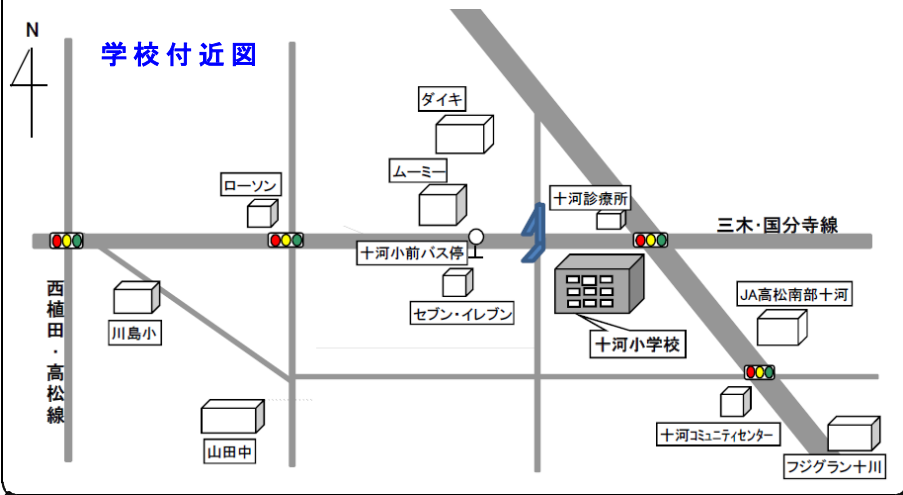 N
学校付近図
ダイキ
ムーミー
ローソン
十河診療所
三木・国分寺線
十河小前バス停
西植田・高松線
セブン・イレブン
JA高松南部十河
川島小
十河小学校
山田中
十河コミュニティセンター
フジグラン十川